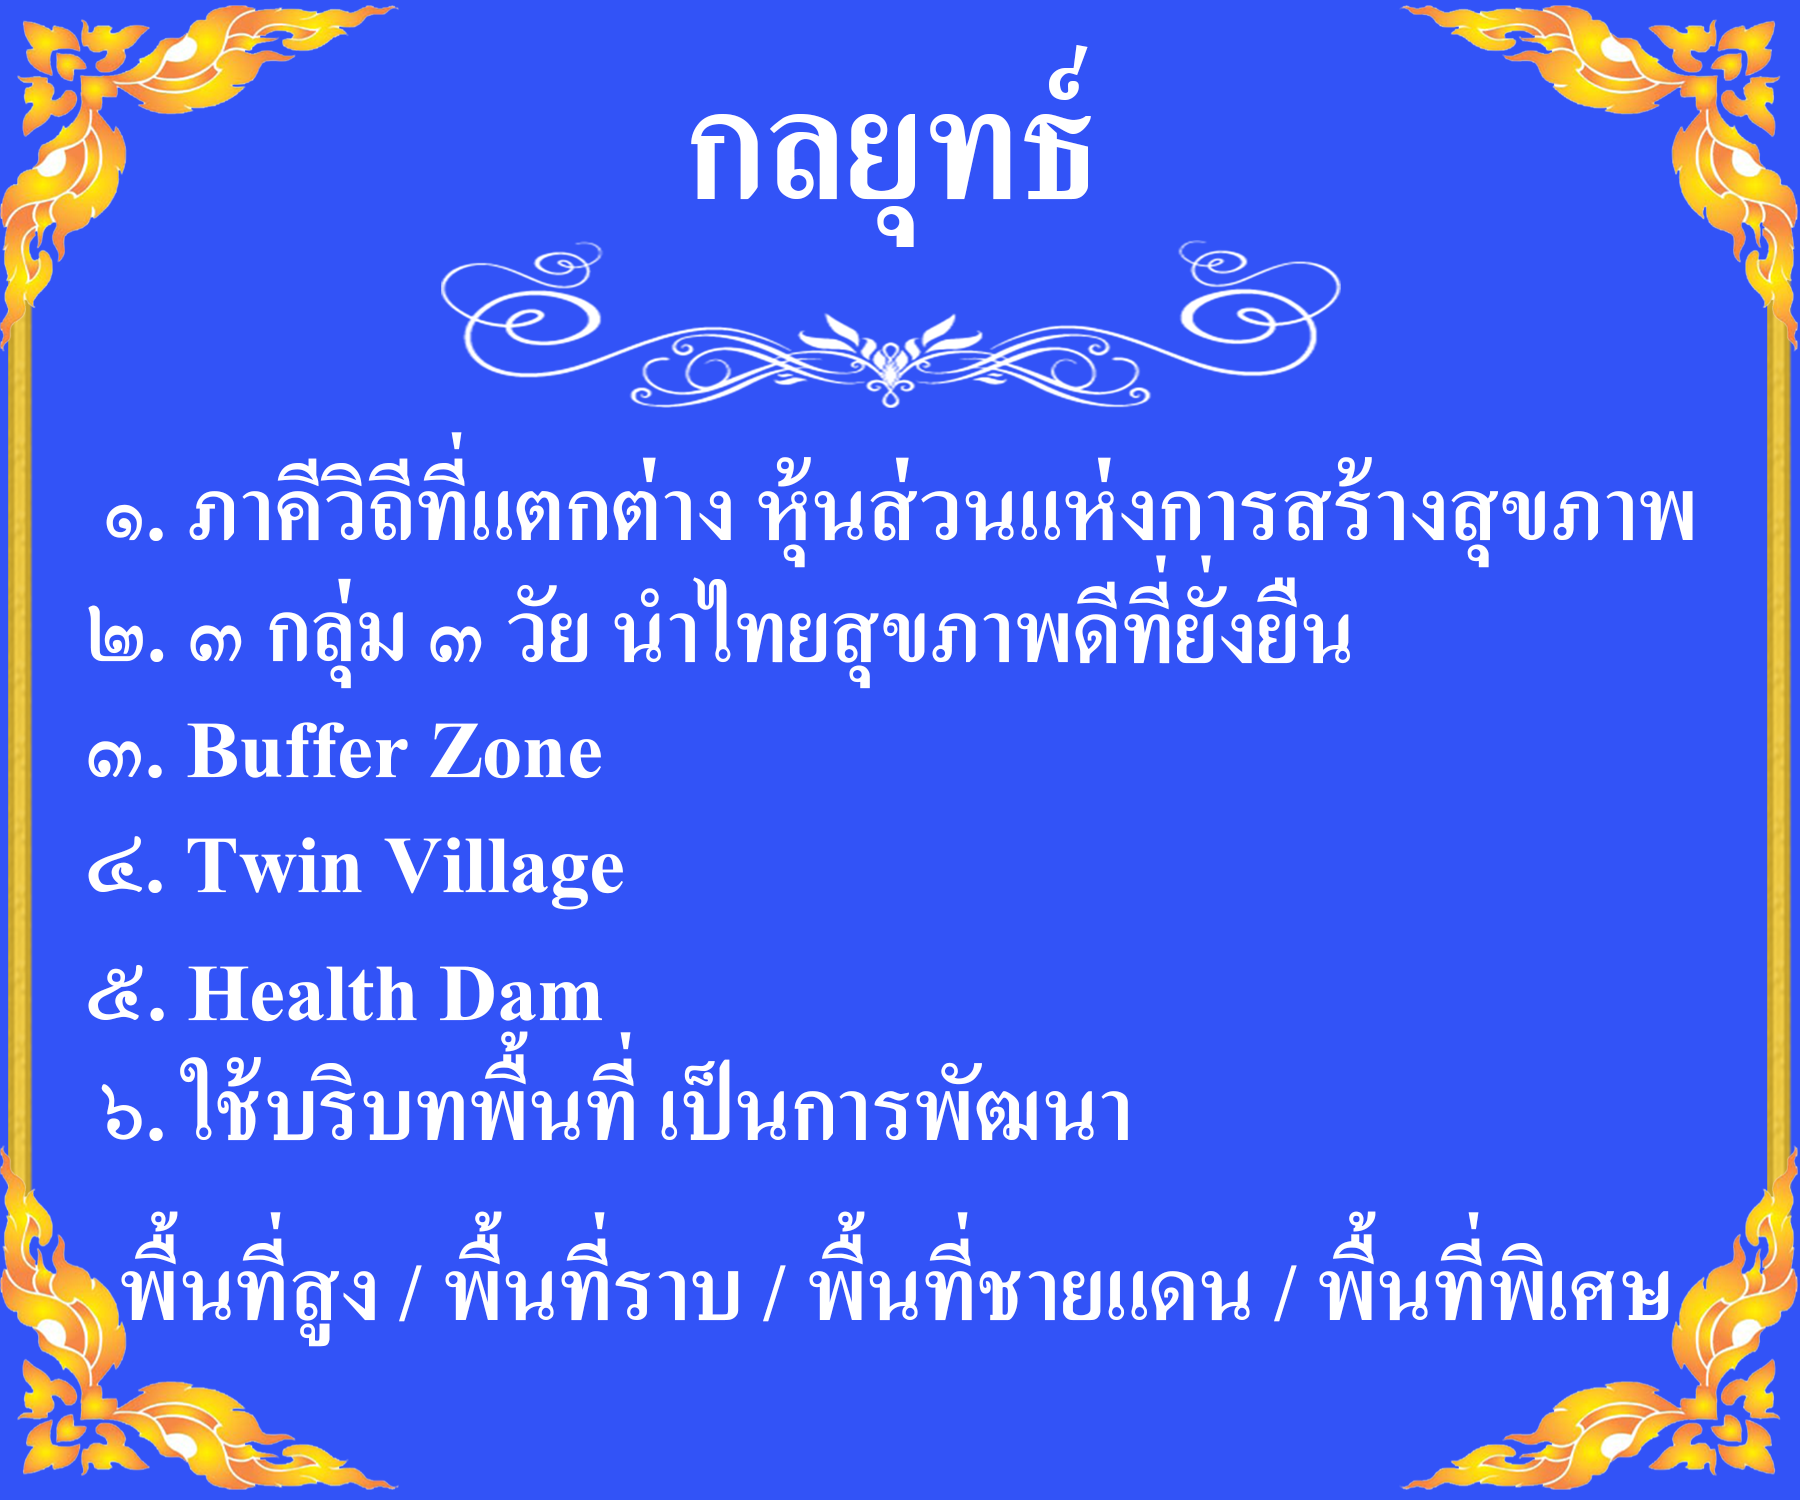 กลยุทธ์
๑. ภาคีวิถีที่แตกต่าง หุ้นส่วนแห่งการสร้างสุขภาพ
๒. ๓ กลุ่ม ๓ วัย นำไทยสุขภาพดีที่ยั่งยืน
๓. Buffer Zone
๔. Twin Village
๕. Health Dam
๖. ใช้บริบทพื้นที่ เป็นการพัฒนา
พื้นที่สูง / พื้นที่ราบ / พื้นที่ชายแดน / พื้นที่พิเศษ